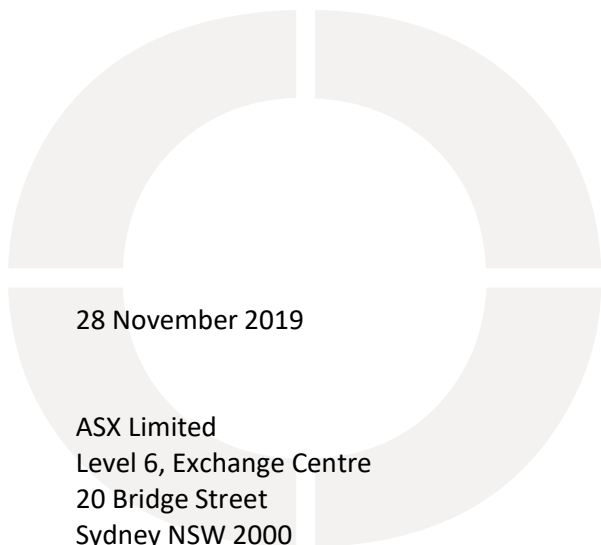 28 November 2019
ASX Limited
Level 6, Exchange Centre
20 Bridge Street
Sydney NSW 2000